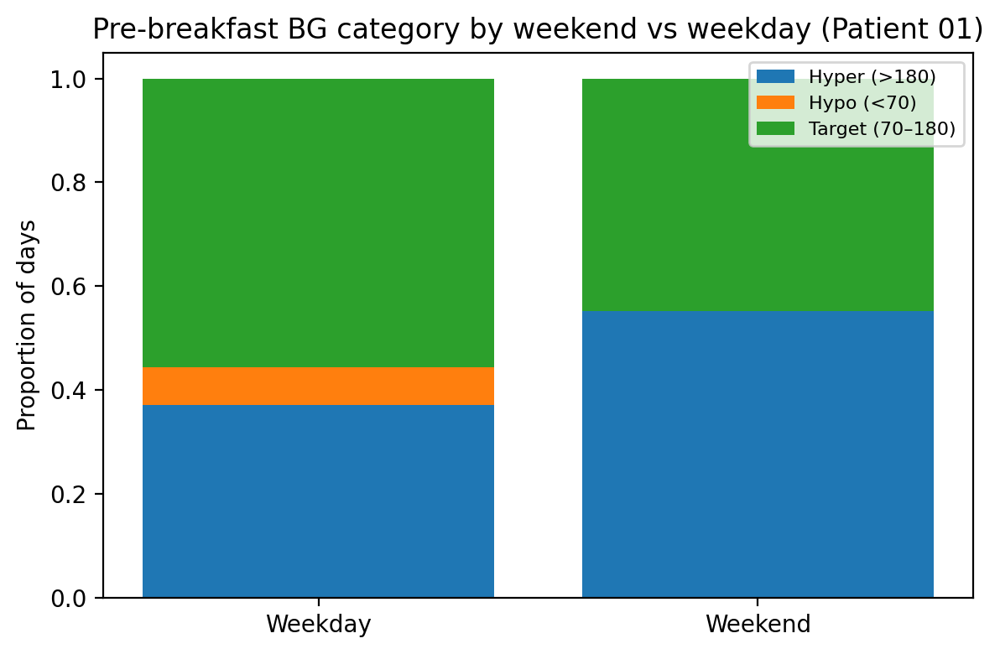 Pre-breakfast BG category by weekend vs weekday (Patient 01)
Hyper (>180)
Hypo (<70)
Target (70–180)
Proportion of days
1.0
0.8
0.6
0.4
0.2
0.0
Weekday
Weekend